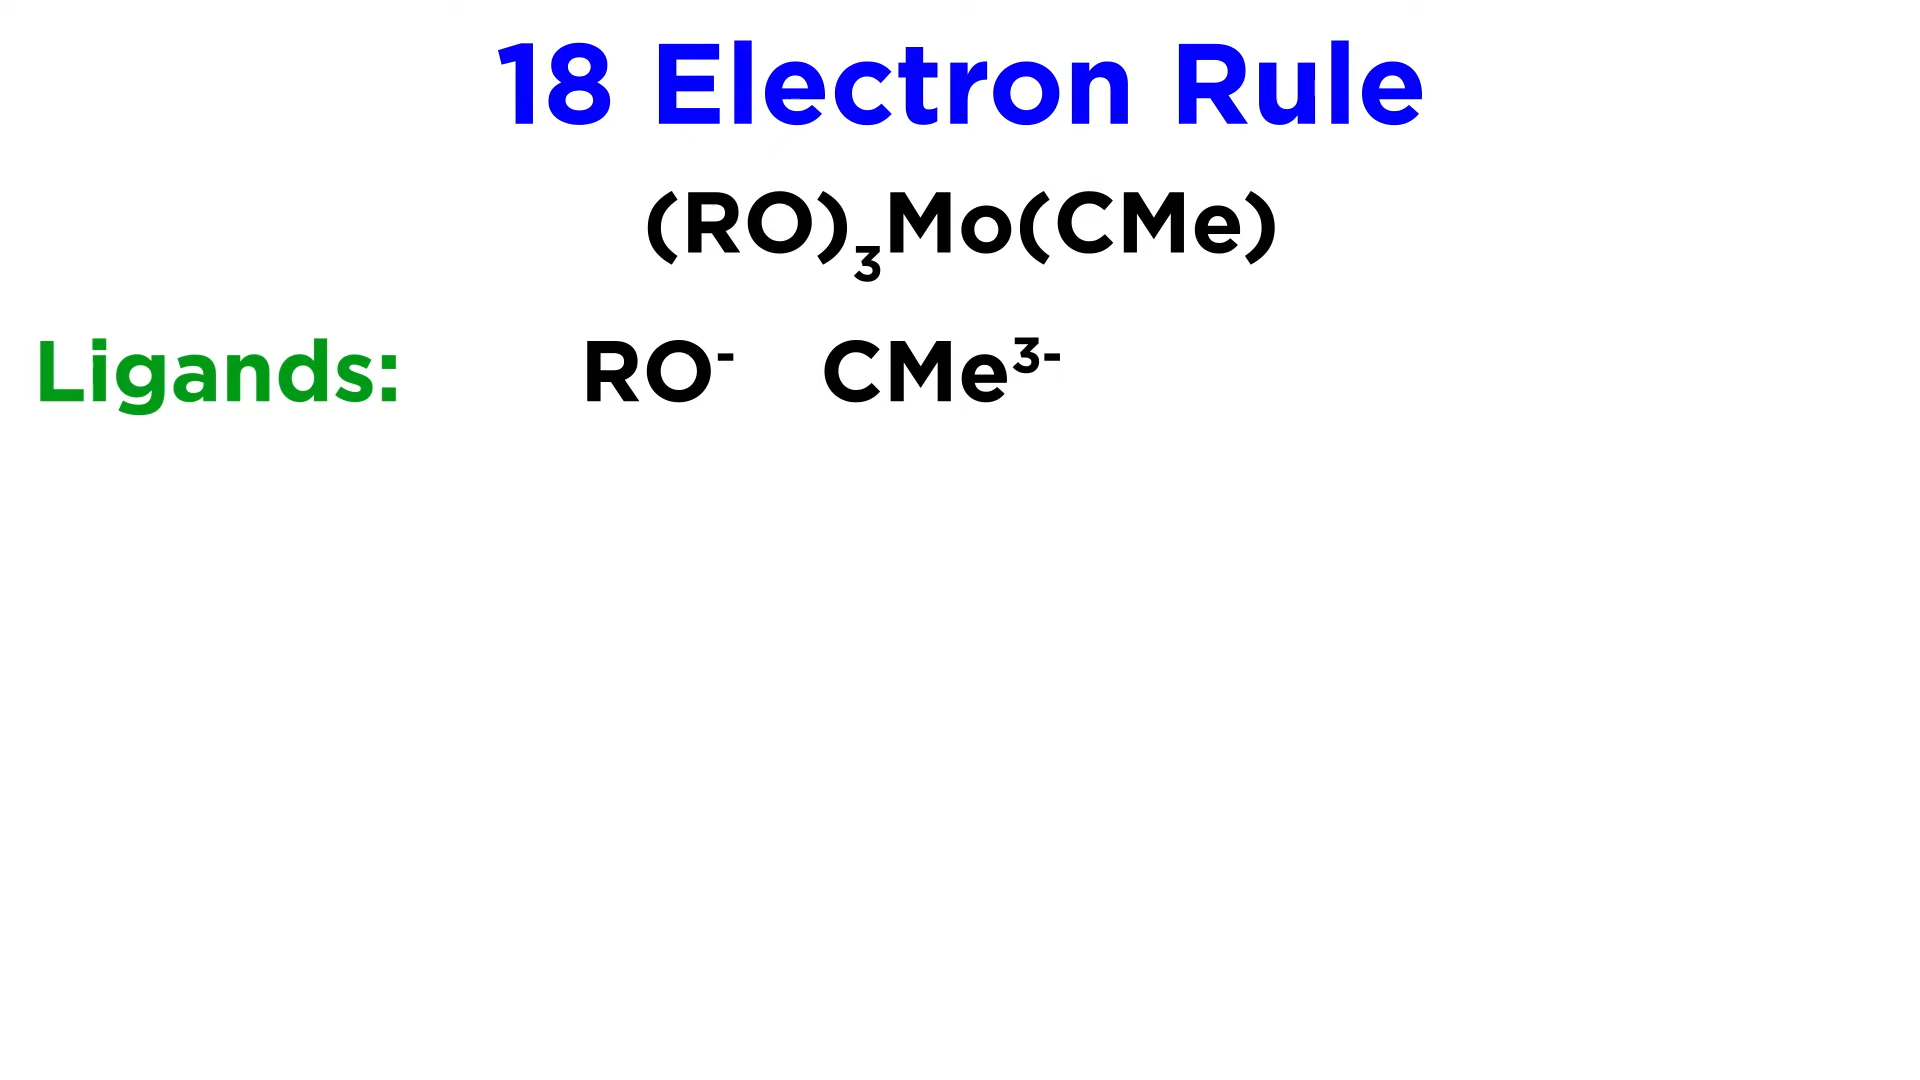 18 Electron Rule
(RO)₃Mo(CMe)
Ligands: RO⁻ CMe³⁻